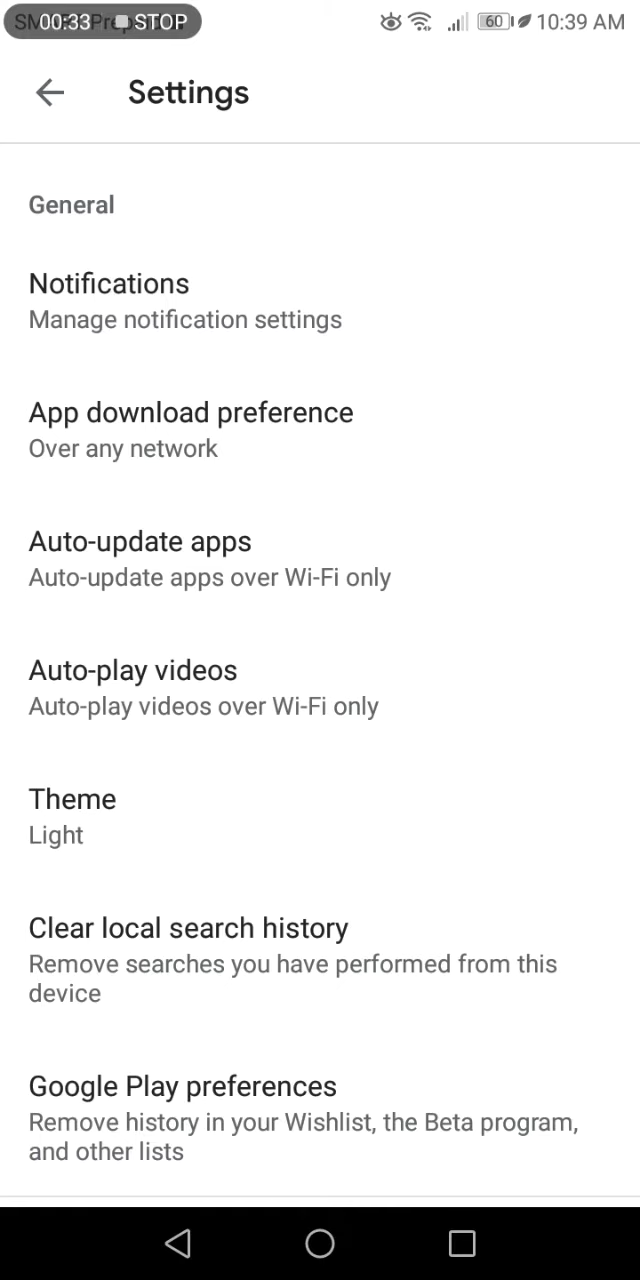 00:33 STOP 60 10:39 AM
Settings
General
Notifications
Manage notification settings
App download preference
Over any network
Auto-update apps
Auto-update apps over Wi-Fi only
Auto-play videos
Auto-play videos over Wi-Fi only
Theme
Light
Clear local search history
Remove searches you have performed from this
device
Google Play preferences
Remove history in your Wishlist, the Beta program,
and other lists